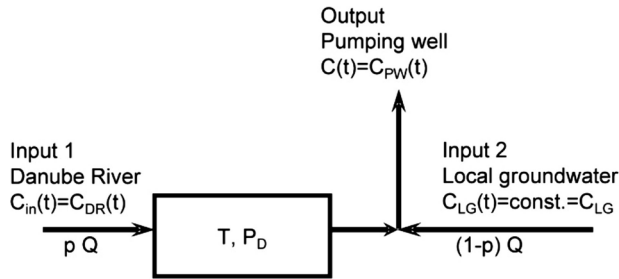 Output
Pumping well
C(t)=C_PW(t)
Input 1
Danube River
C_in(t)=C_DR(t)
p Q
T, P_D
Input 2
Local groundwater
C_LG(t)=const.=C_LG
(1-p) Q